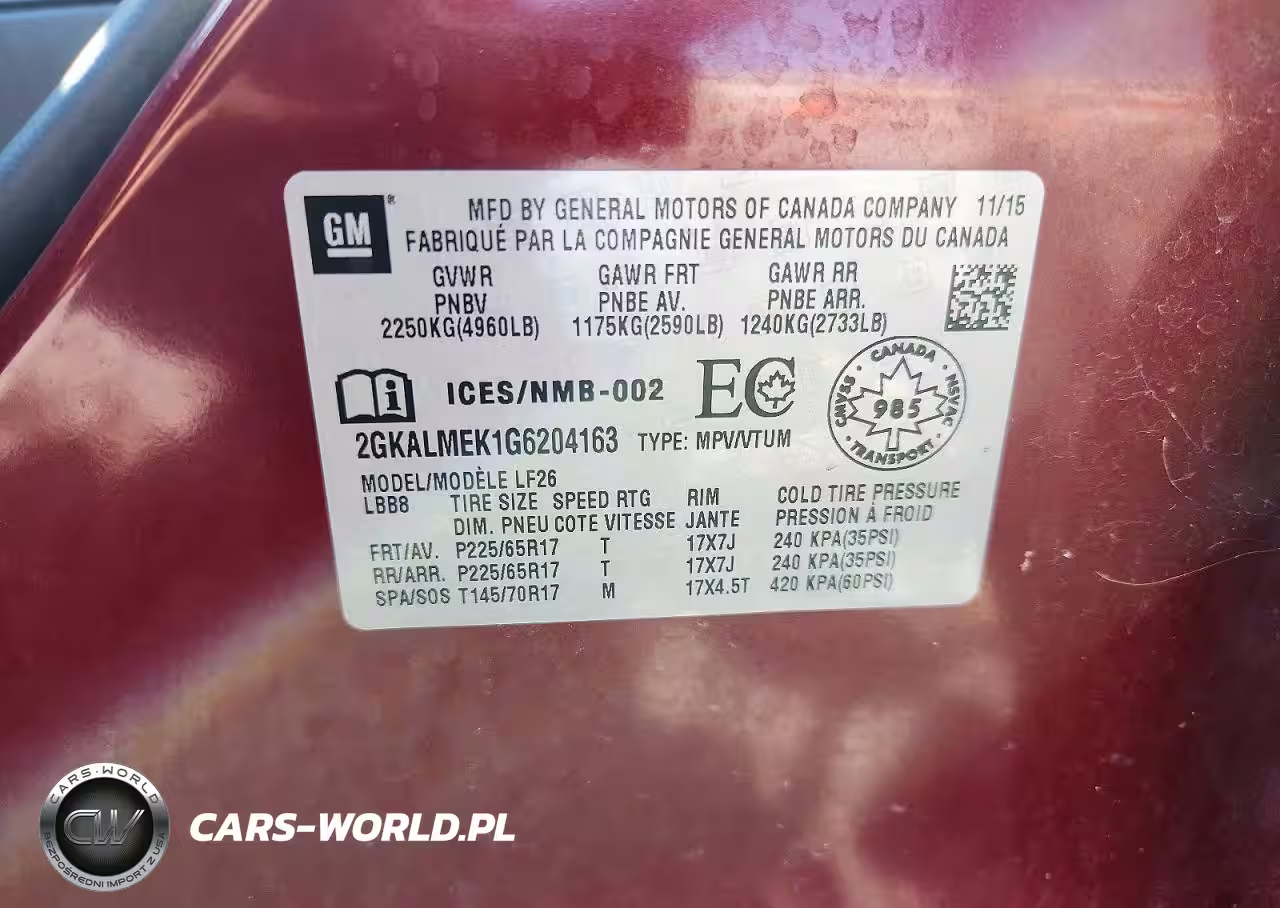 GM
MFD BY GENERAL MOTORS OF CANADA COMPANY 11/15
FABRIQUÉ PAR LA COMPAGNIE GENERAL MOTORS DU CANADA
GVWR GAWR FRT GAWR RR
PNBV PNBE AV. PNBE ARR.
2250KG(4960LB) 1175KG(2590LB) 1240KG(2733LB)
i ICES/NMB-002 EC
CANADA
CMVSS 985 NSVAC
TRANSPORT
2GKALMEK1G6204163 TYPE: MPV/VTUM
MODEL/MODÈLE LF26
LBB8 TIRE SIZE SPEED RTG RIM COLD TIRE PRESSURE
DIM. PNEU COTE VITESSE JANTE PRESSION À FROID
FRT/AV. P225/65R17 T 17X7J 240 KPA(35PSI)
RR/ARR. P225/65R17 T 17X7J 240 KPA(35PSI)
SPA/SOS T145/70R17 M 17X4.5T 420 KPA(60PSI)
CARS-WORLD
CW
BEZPOŚREDNI IMPORT Z USA
CARS-WORLD.PL